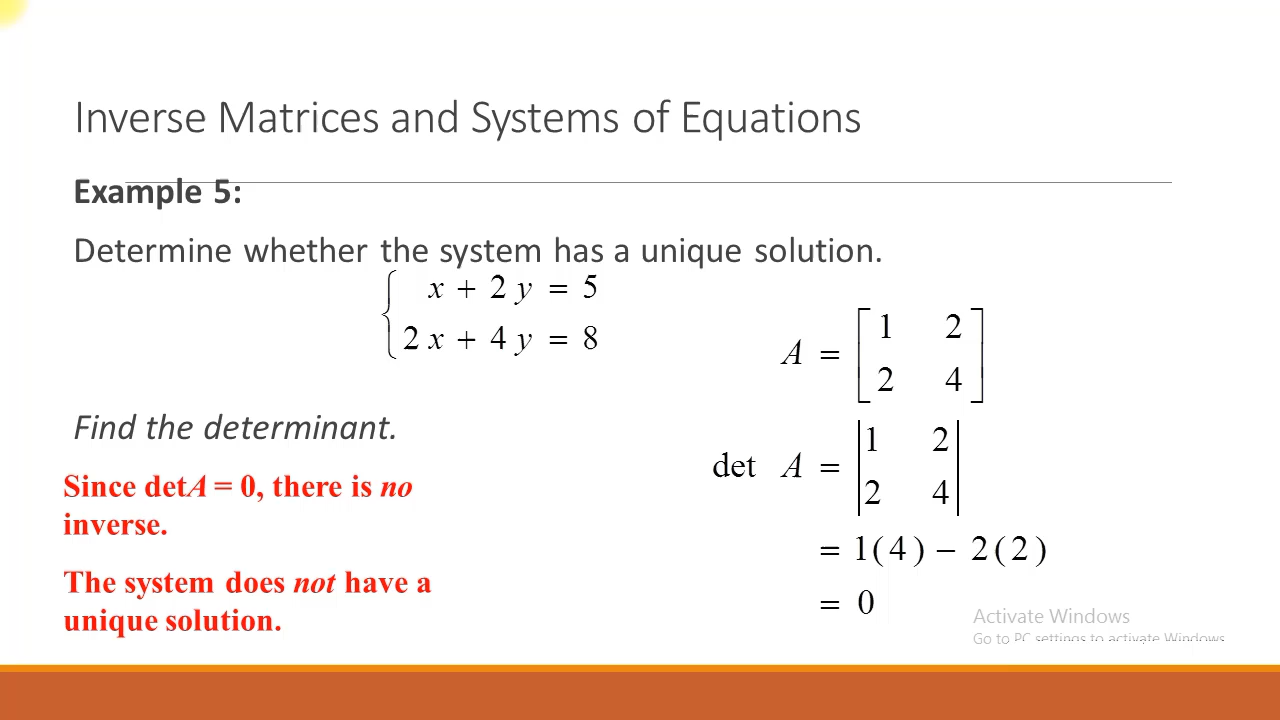 Inverse Matrices and Systems of Equations
Example 5:
Determine whether the system has a unique solution.
x + 2 y = 5
2 x + 4 y = 8
A = [ 1 2
2 4 ]
Find the determinant.
det A = | 1 2
2 4 |
Since detA = 0, there is no
inverse.
= 1( 4 ) − 2 ( 2 )
The system does not have a
unique solution.
= 0
Activate Windows
Go to PC settings to activate Windows